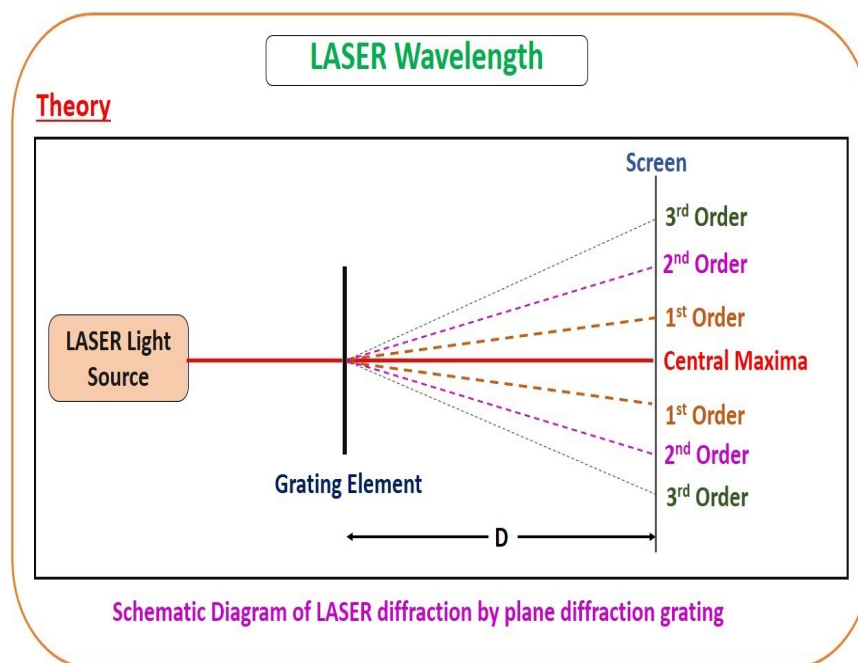 LASER Wavelength
Theory
Screen
3rd Order
2nd Order
1st Order
LASER Light
Source
Central Maxima
1st Order
2nd Order
Grating Element
3rd Order
D
Schematic Diagram of LASER diffraction by plane diffraction grating